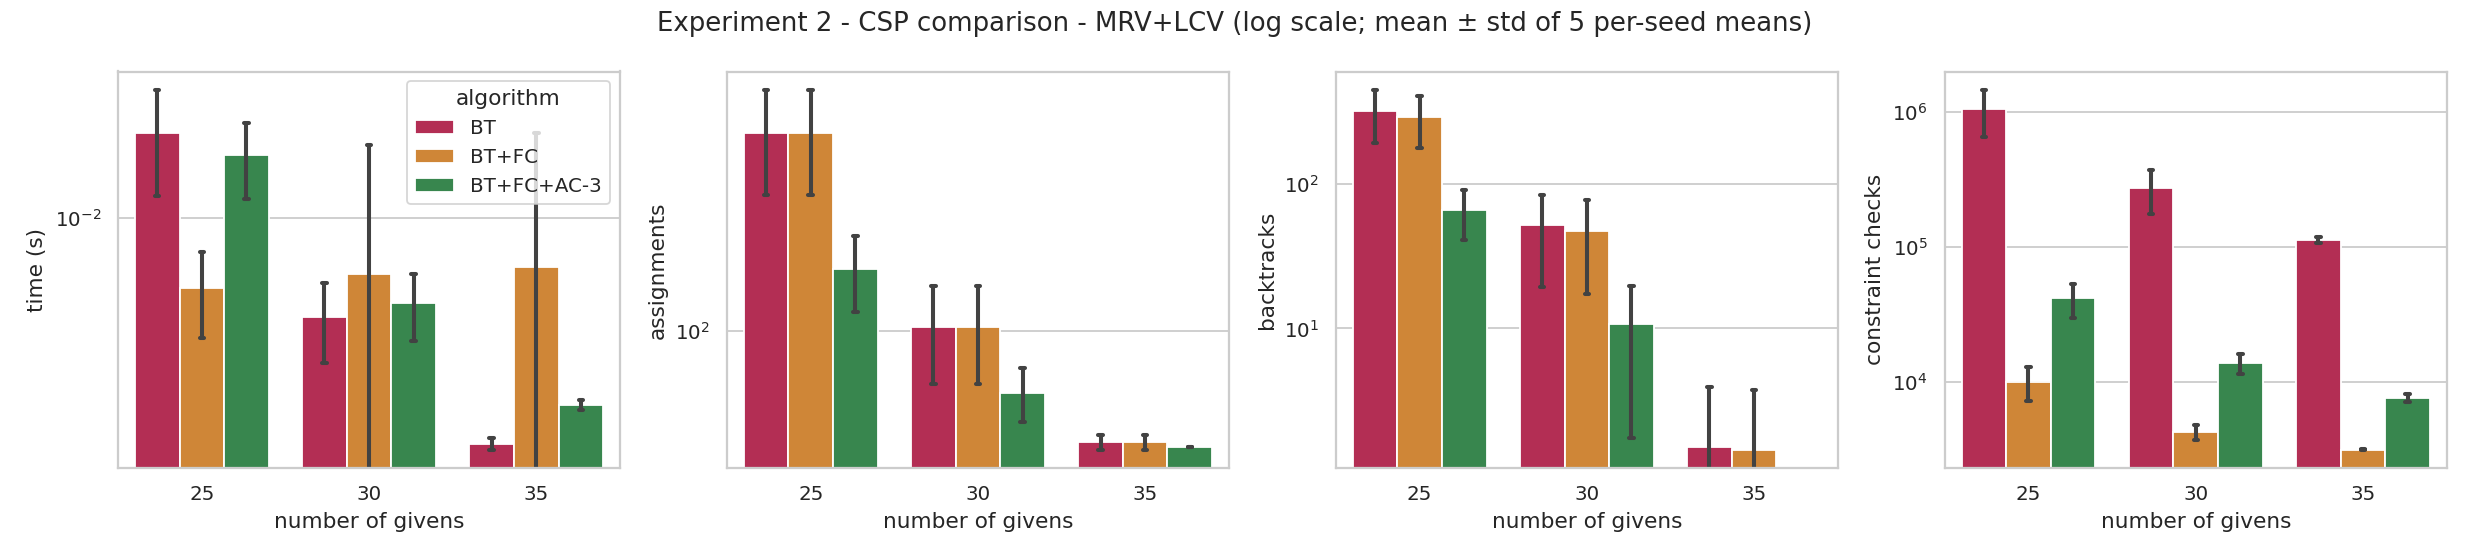 Experiment 2 - CSP comparison - MRV+LCV (log scale; mean ± std of 5 per-seed means)
time (s)
10⁻²
algorithm
BT
BT+FC
BT+FC+AC-3
25 30 35
number of givens
assignments
10²
25 30 35
number of givens
backtracks
10²
10¹
25 30 35
number of givens
constraint checks
10⁶
10⁵
10⁴
25 30 35
number of givens